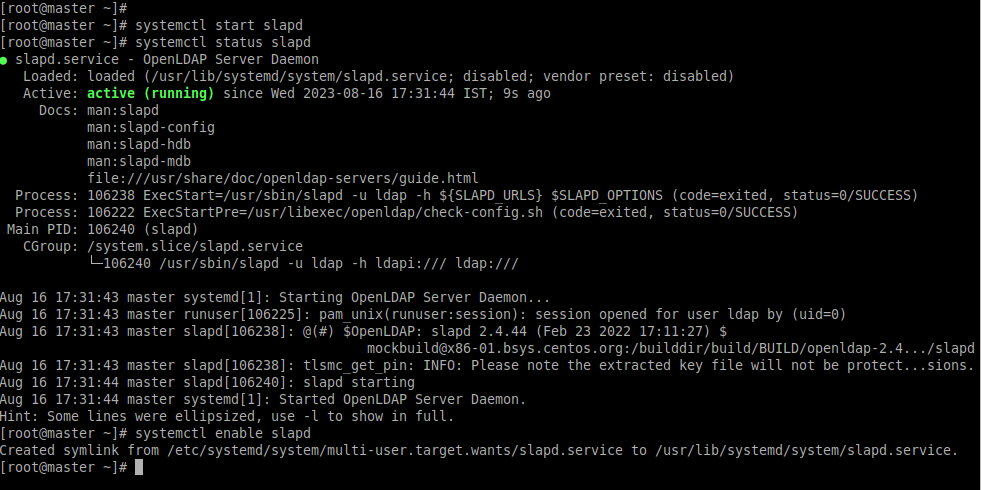 [root@master ~]#
[root@master ~]# systemctl start slapd
[root@master ~]# systemctl status slapd
● slapd.service - OpenLDAP Server Daemon
   Loaded: loaded (/usr/lib/systemd/system/slapd.service; disabled; vendor preset: disabled)
   Active: active (running) since Wed 2023-08-16 17:31:44 IST; 9s ago
     Docs: man:slapd
           man:slapd-config
           man:slapd-hdb
           man:slapd-mdb
           file:///usr/share/doc/openldap-servers/guide.html
  Process: 106238 ExecStart=/usr/sbin/slapd -u ldap -h ${SLAPD_URLS} $SLAPD_OPTIONS (code=exited, status=0/SUCCESS)
  Process: 106222 ExecStartPre=/usr/libexec/openldap/check-config.sh (code=exited, status=0/SUCCESS)
 Main PID: 106240 (slapd)
   CGroup: /system.slice/slapd.service
           └─106240 /usr/sbin/slapd -u ldap -h ldapi:/// ldap:///

Aug 16 17:31:43 master systemd[1]: Starting OpenLDAP Server Daemon...
Aug 16 17:31:43 master runuser[106225]: pam_unix(runuser:session): session opened for user ldap by (uid=0)
Aug 16 17:31:43 master slapd[106238]: @(#) $OpenLDAP: slapd 2.4.44 (Feb 23 2022 17:11:27) $
                                              mockbuild@x86-01.bsys.centos.org:/builddir/build/BUILD/openldap-2.4.../slapd
Aug 16 17:31:43 master slapd[106238]: tlsmc_get_pin: INFO: Please note the extracted key file will not be protect...sions.
Aug 16 17:31:44 master slapd[106240]: slapd starting
Aug 16 17:31:44 master systemd[1]: Started OpenLDAP Server Daemon.
Hint: Some lines were ellipsized, use -l to show in full.
[root@master ~]# systemctl enable slapd
Created symlink from /etc/systemd/system/multi-user.target.wants/slapd.service to /usr/lib/systemd/system/slapd.service.
[root@master ~]#